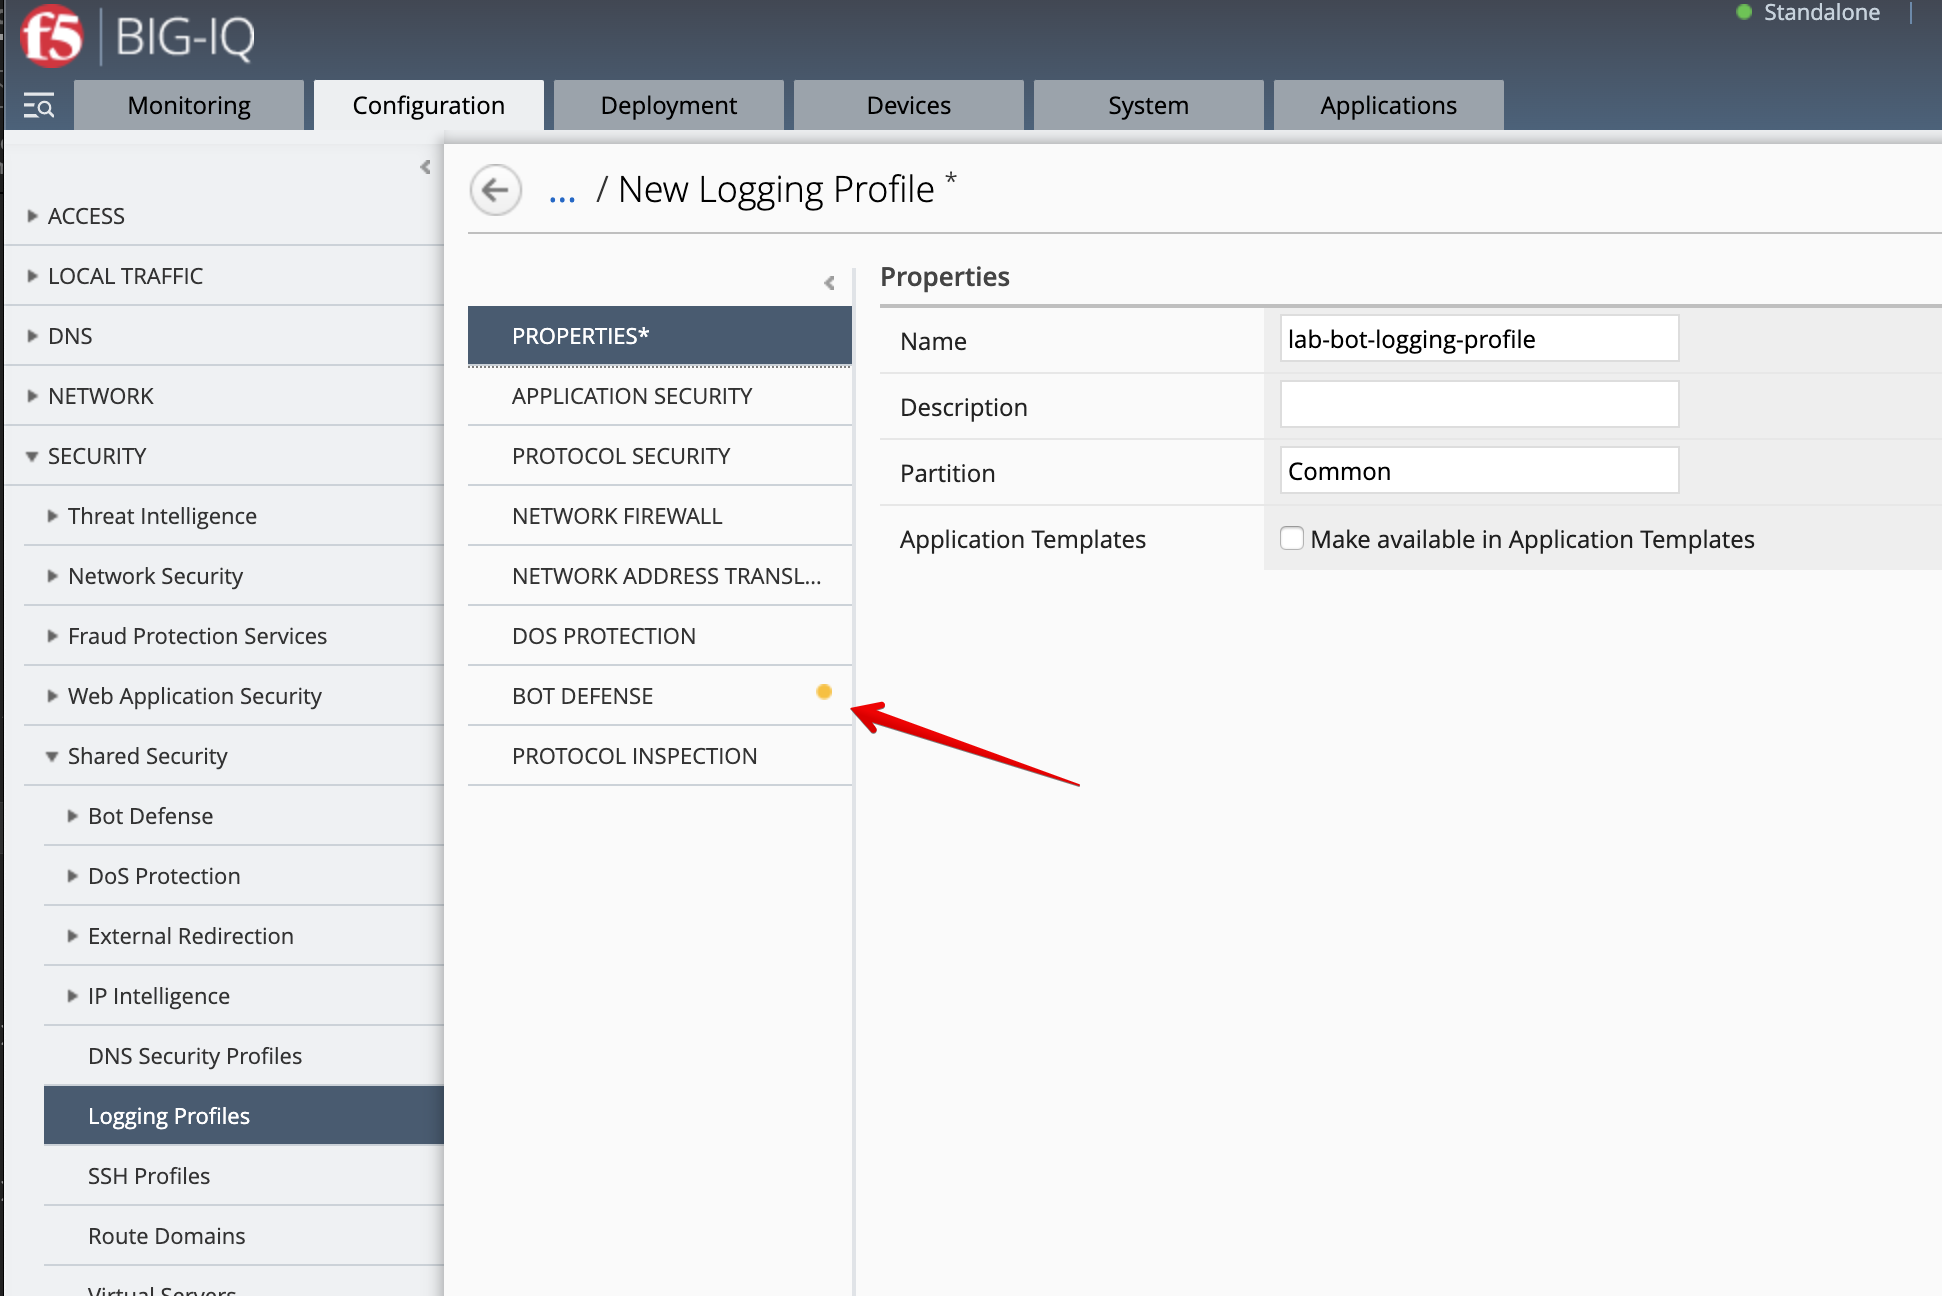 f5 BIG-IQ
Standalone
Monitoring
Configuration
Deployment
Devices
System
Applications
ACCESS
LOCAL TRAFFIC
DNS
NETWORK
SECURITY
Threat Intelligence
Network Security
Fraud Protection Services
Web Application Security
Shared Security
Bot Defense
DoS Protection
External Redirection
IP Intelligence
DNS Security Profiles
Logging Profiles
SSH Profiles
Route Domains
Virtual Servers
... / New Logging Profile *
PROPERTIES*
APPLICATION SECURITY
PROTOCOL SECURITY
NETWORK FIREWALL
NETWORK ADDRESS TRANSL...
DOS PROTECTION
BOT DEFENSE
PROTOCOL INSPECTION
Properties
Name lab-bot-logging-profile
Description
Partition Common
Application Templates Make available in Application Templates